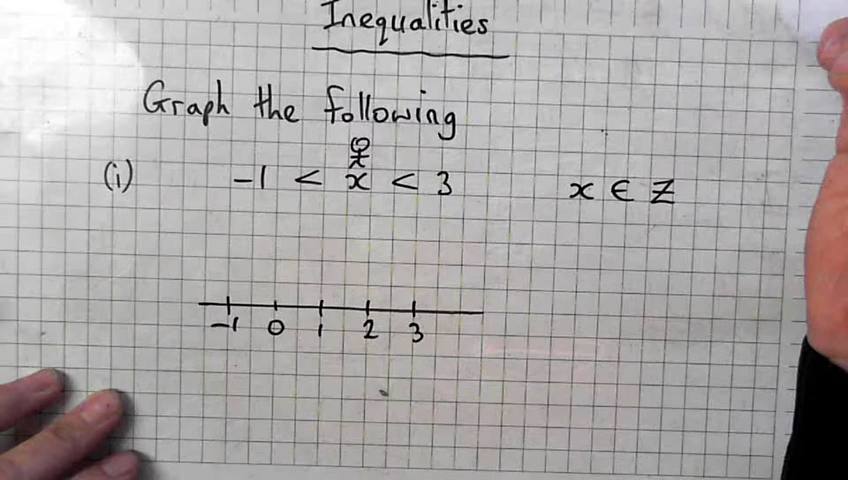 Inequalities
Graph the following
(i) -1 < x < 3 x ∈ Z
-1 0 1 2 3